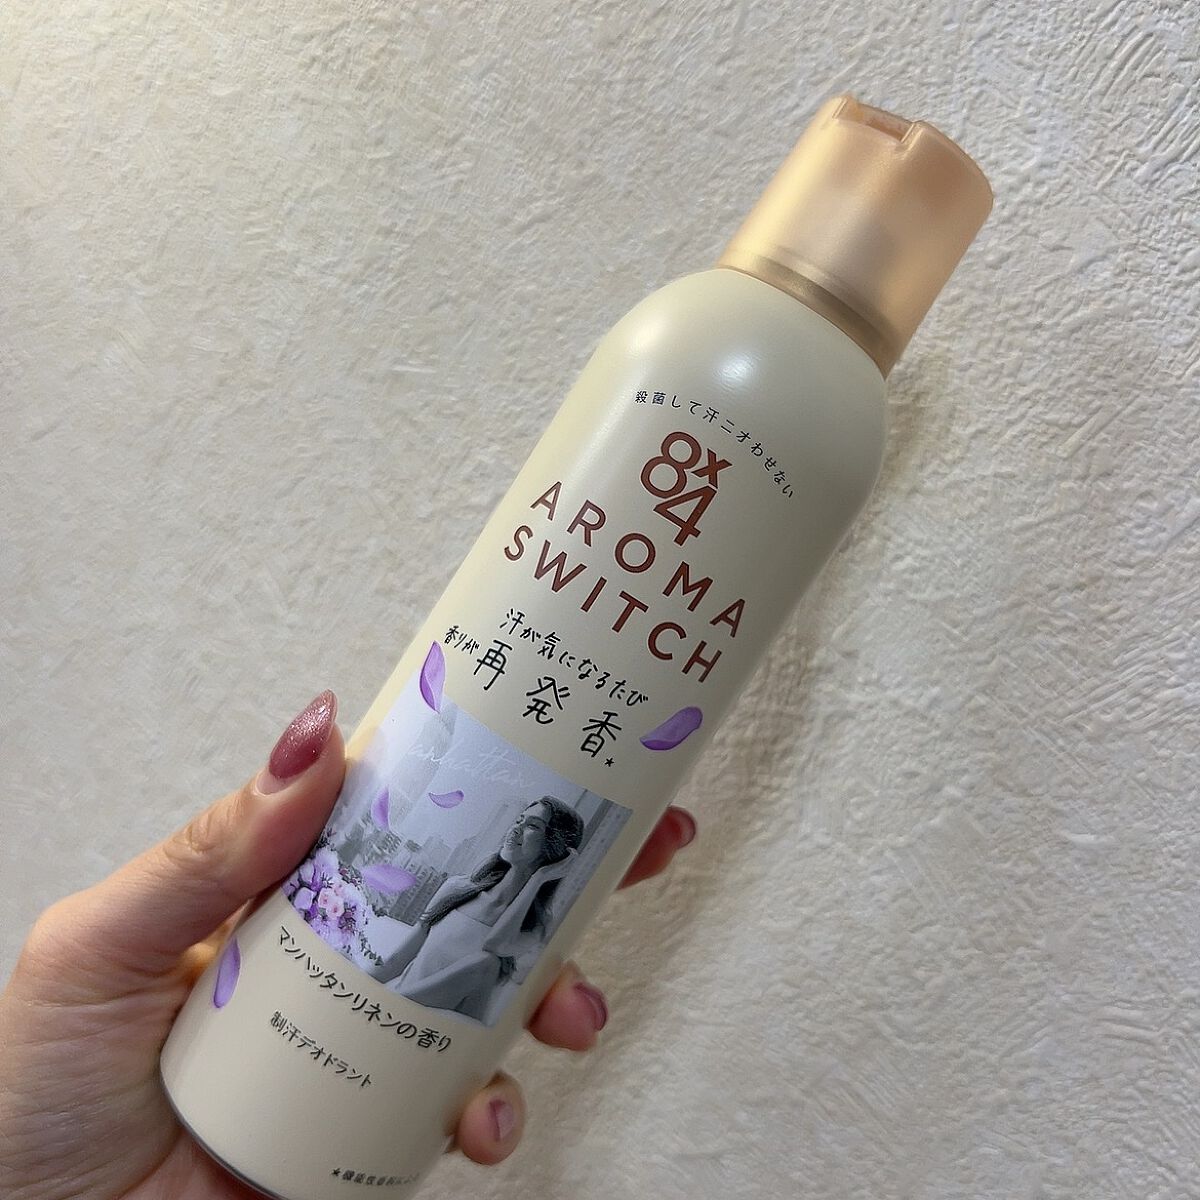 殺菌して汗ニオわせない
8x4
AROMA
SWITCH
汗が気になるたび
香りが再発香*
マンハッタンリネンの香り
制汗デオドラント